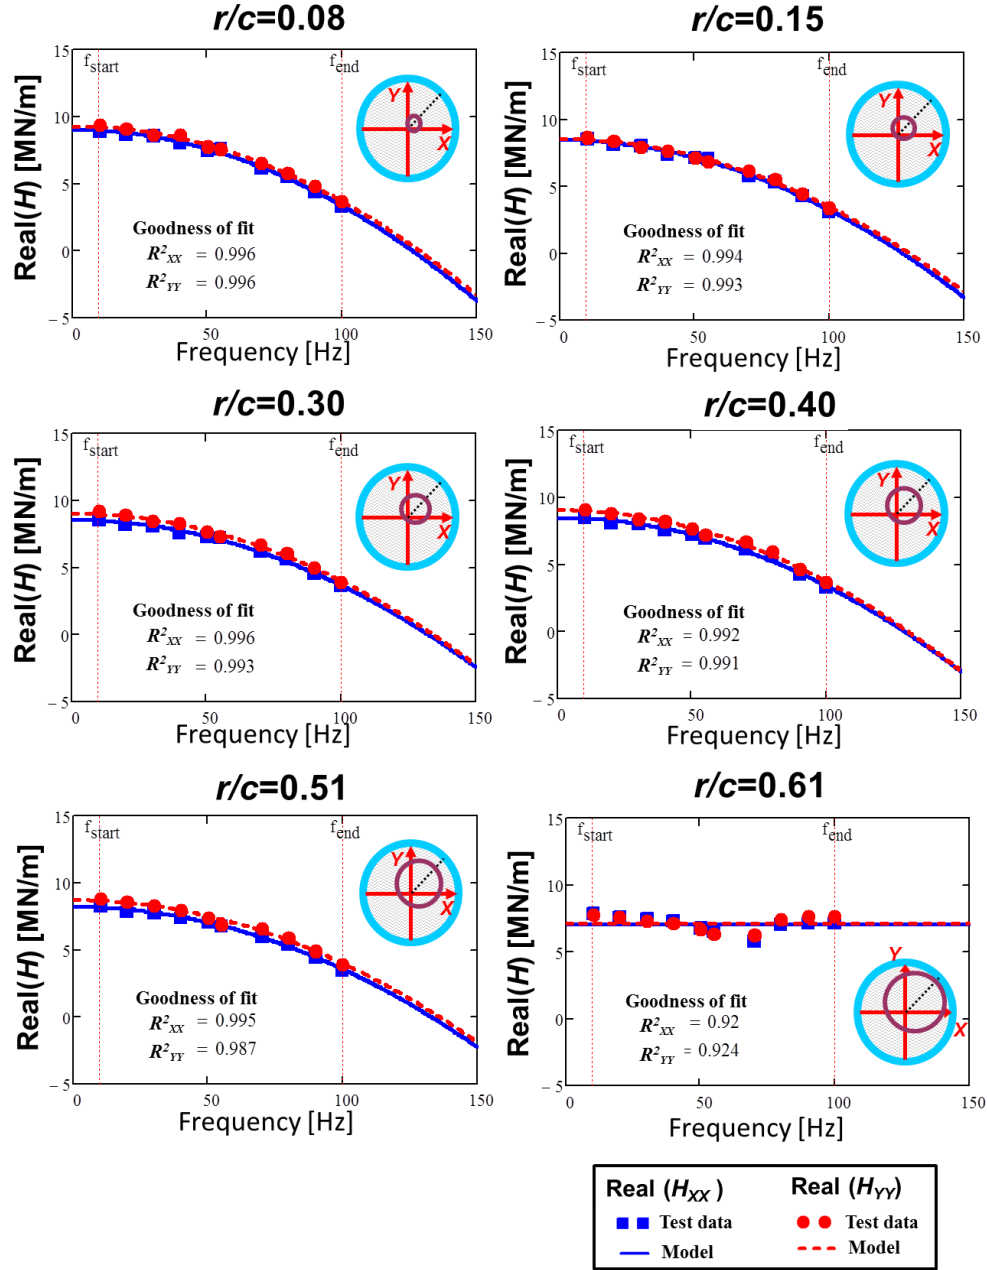 r/c=0.08
15
10
5
0
– 5
0
50
100
150
f_start
f_end
Real(H) [MN/m]
Frequency [Hz]
Y
X
Goodness of fit
R²_XX = 0.996
R²_YY = 0.996
r/c=0.15
15
10
5
0
– 5
0
50
100
150
f_start
f_end
Real(H) [MN/m]
Frequency [Hz]
Y
X
Goodness of fit
R²_XX = 0.994
R²_YY = 0.993
r/c=0.30
15
10
5
0
– 5
0
50
100
150
f_start
f_end
Real(H) [MN/m]
Frequency [Hz]
Y
X
Goodness of fit
R²_XX = 0.996
R²_YY = 0.993
r/c=0.40
15
10
5
0
– 5
0
50
100
150
f_start
f_end
Real(H) [MN/m]
Frequency [Hz]
Y
X
Goodness of fit
R²_XX = 0.992
R²_YY = 0.991
r/c=0.51
15
10
5
0
– 5
0
50
100
150
f_start
f_end
Real(H) [MN/m]
Frequency [Hz]
Y
X
Goodness of fit
R²_XX = 0.995
R²_YY = 0.987
r/c=0.61
15
10
5
0
– 5
0
50
100
150
f_start
f_end
Real(H) [MN/m]
Frequency [Hz]
Y
X
Goodness of fit
R²_XX = 0.92
R²_YY = 0.924
Real (H_XX) Real (H_YY)
Test data Test data
Model Model